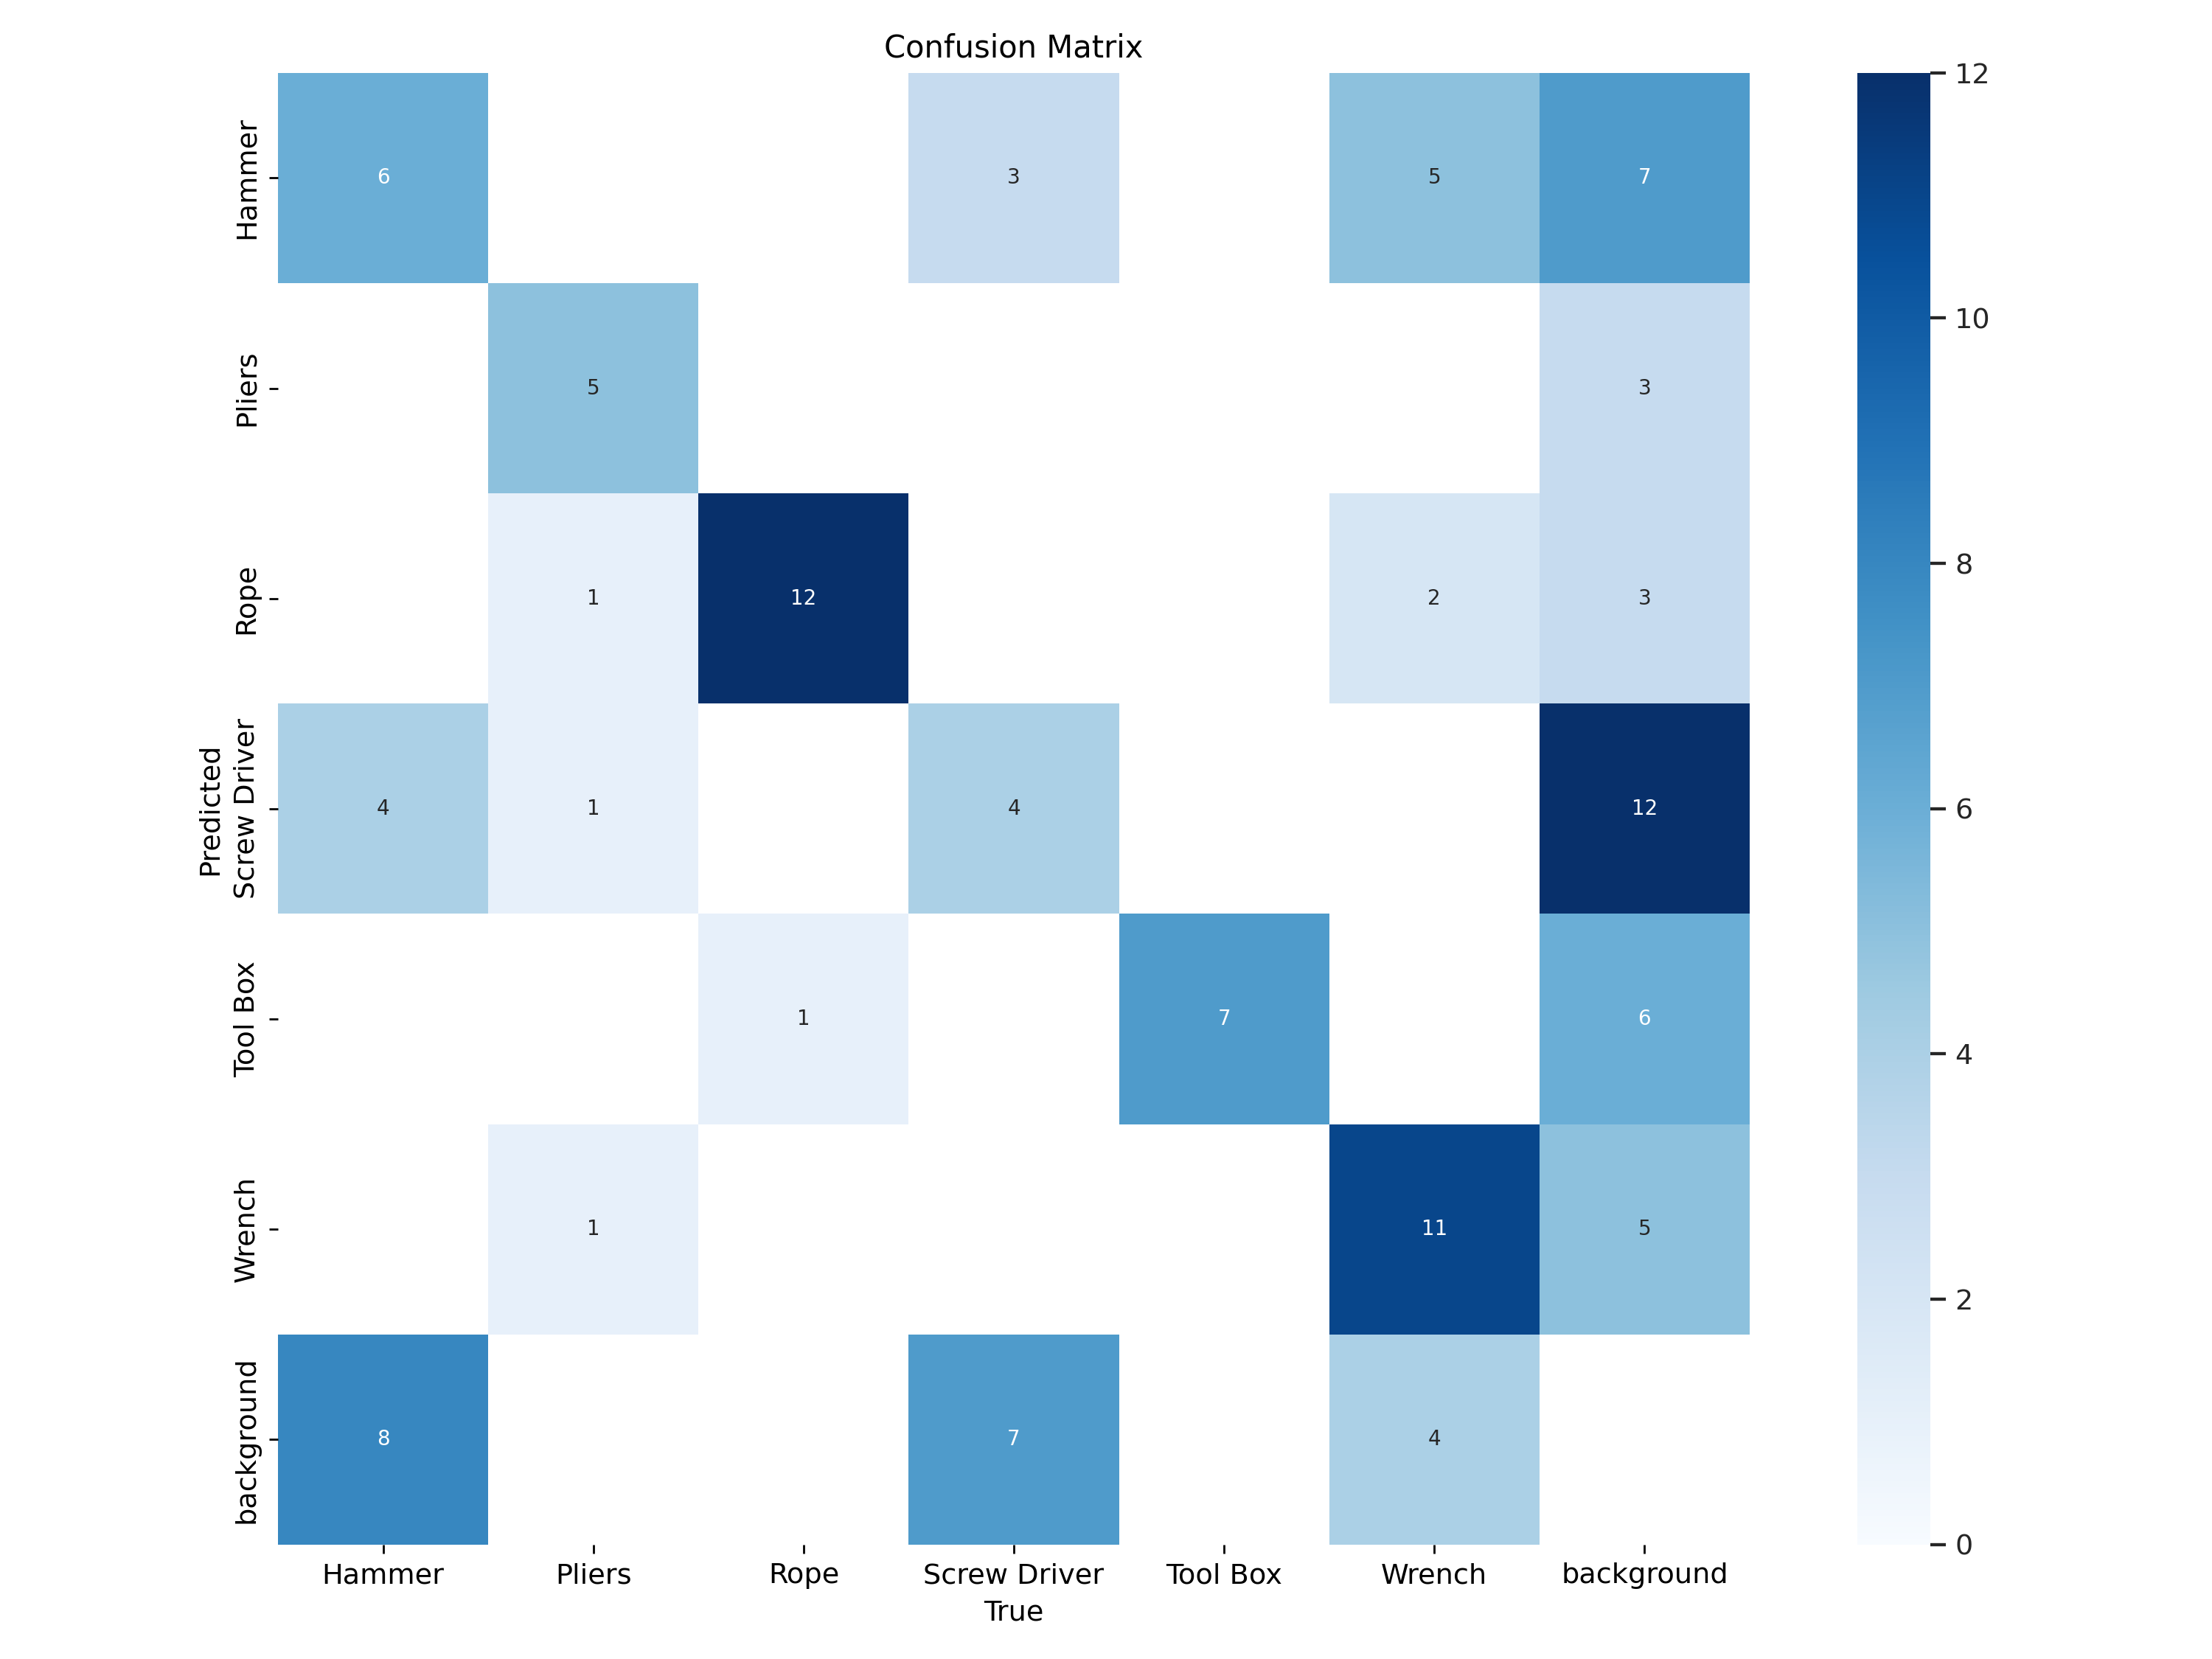 Confusion Matrix
Hammer
6 3 5 7
Pliers
5 3
Rope
1 12 2 3
Predicted
Screw Driver
4 1 4 12
Tool Box
1 7 6
Wrench
1 11 5
background
8 7 4
Hammer Pliers Rope Screw Driver Tool Box Wrench background
True
12
10
8
6
4
2
0